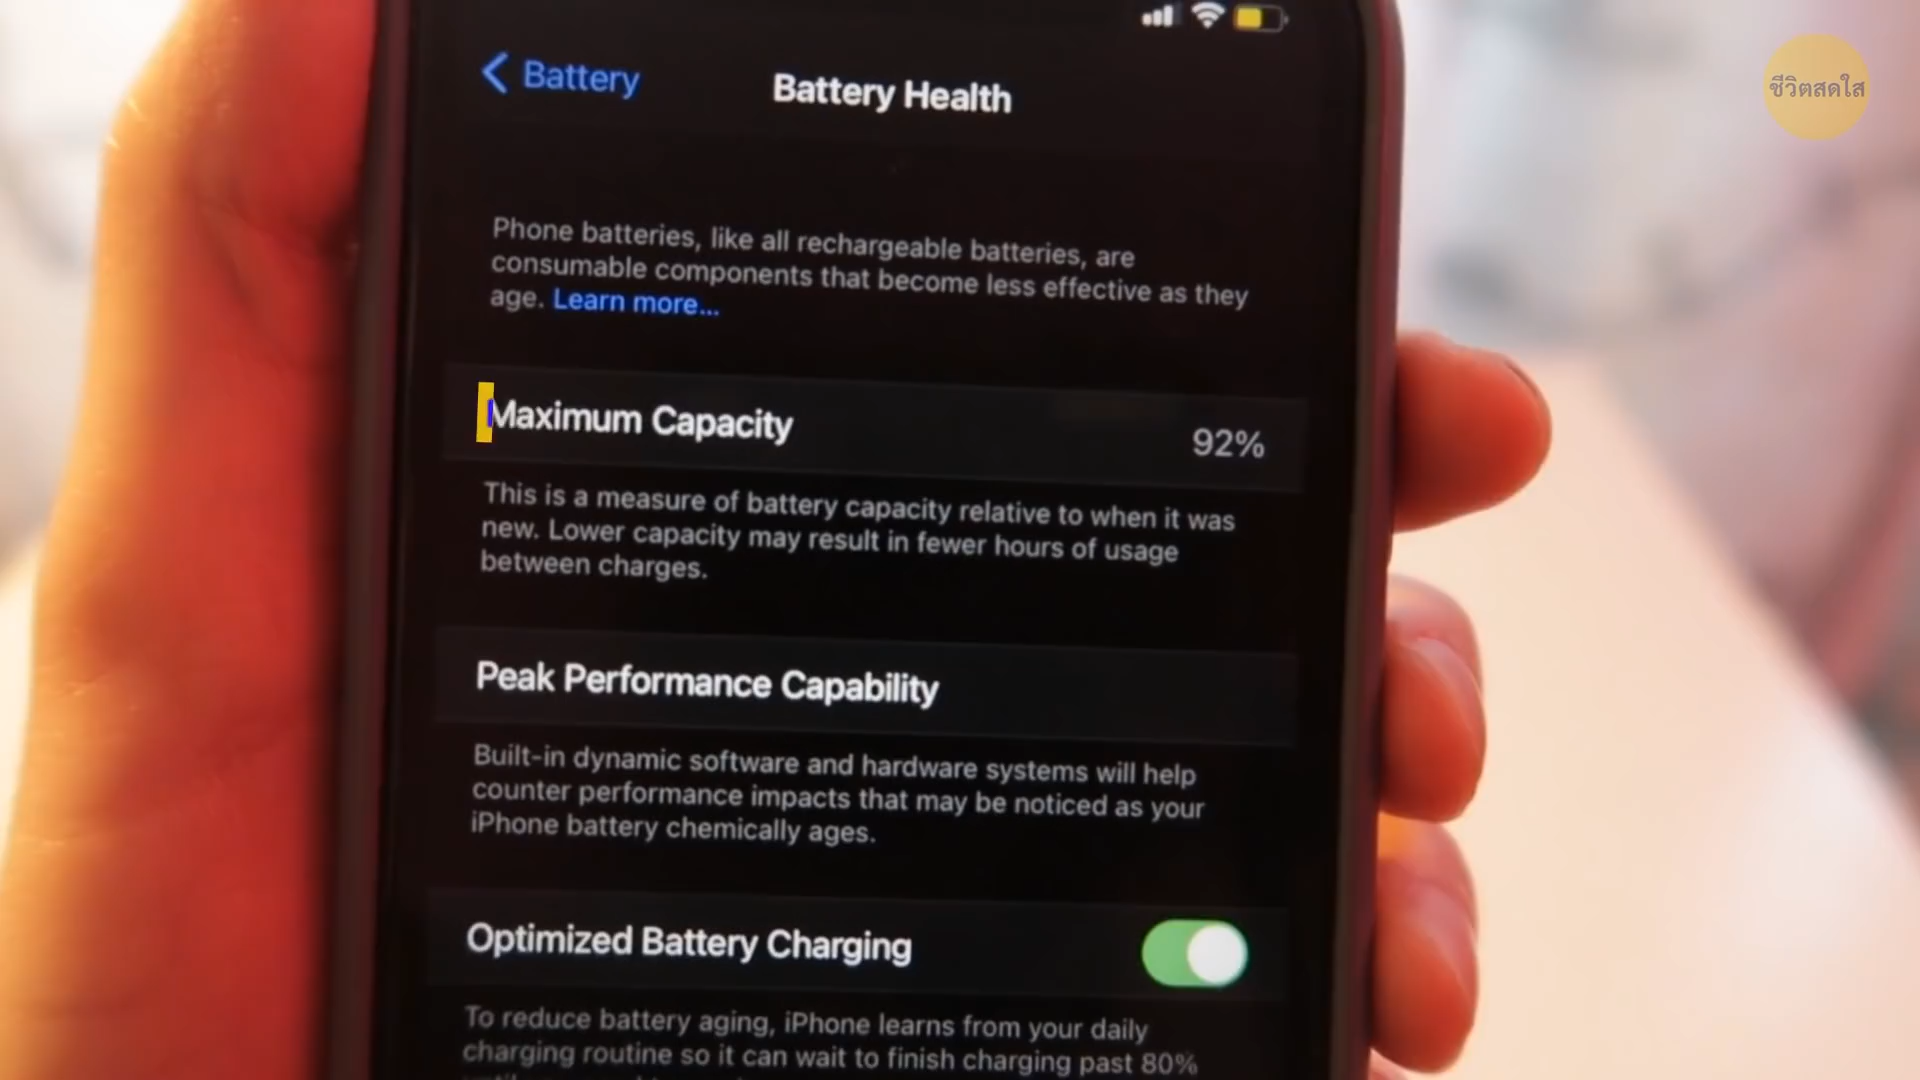 Battery
Battery Health
ชีวิตสดใส
Phone batteries, like all rechargeable batteries, are
consumable components that become less effective as they
age. Learn more...
Maximum Capacity
92%
This is a measure of battery capacity relative to when it was
new. Lower capacity may result in fewer hours of usage
between charges.
Peak Performance Capability
Built-in dynamic software and hardware systems will help
counter performance impacts that may be noticed as your
iPhone battery chemically ages.
Optimized Battery Charging
To reduce battery aging, iPhone learns from your daily
charging routine so it can wait to finish charging past 80%